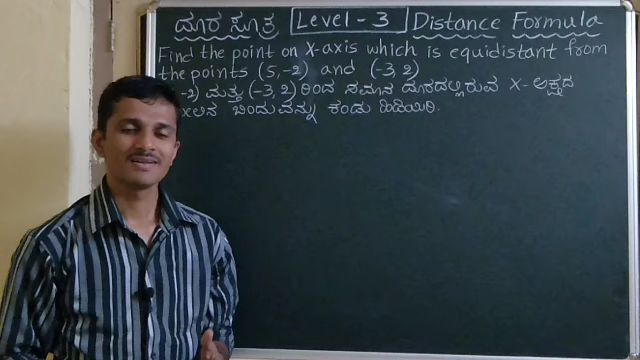 ದೂರ ಸೂತ್ರ Level - 3 Distance Formula
Find the point on X-axis which is equidistant from
the points (5, -2) and (-3, 2)
-2) ಮತ್ತು (-3, 2) ರಿಂದ ಸಮಾನ ದೂರದಲ್ಲಿರುವ X- ಅಕ್ಷದ
ಬಿಂದುವನ್ನು ಕಂಡು ಹಿಡಿಯಿರಿ.